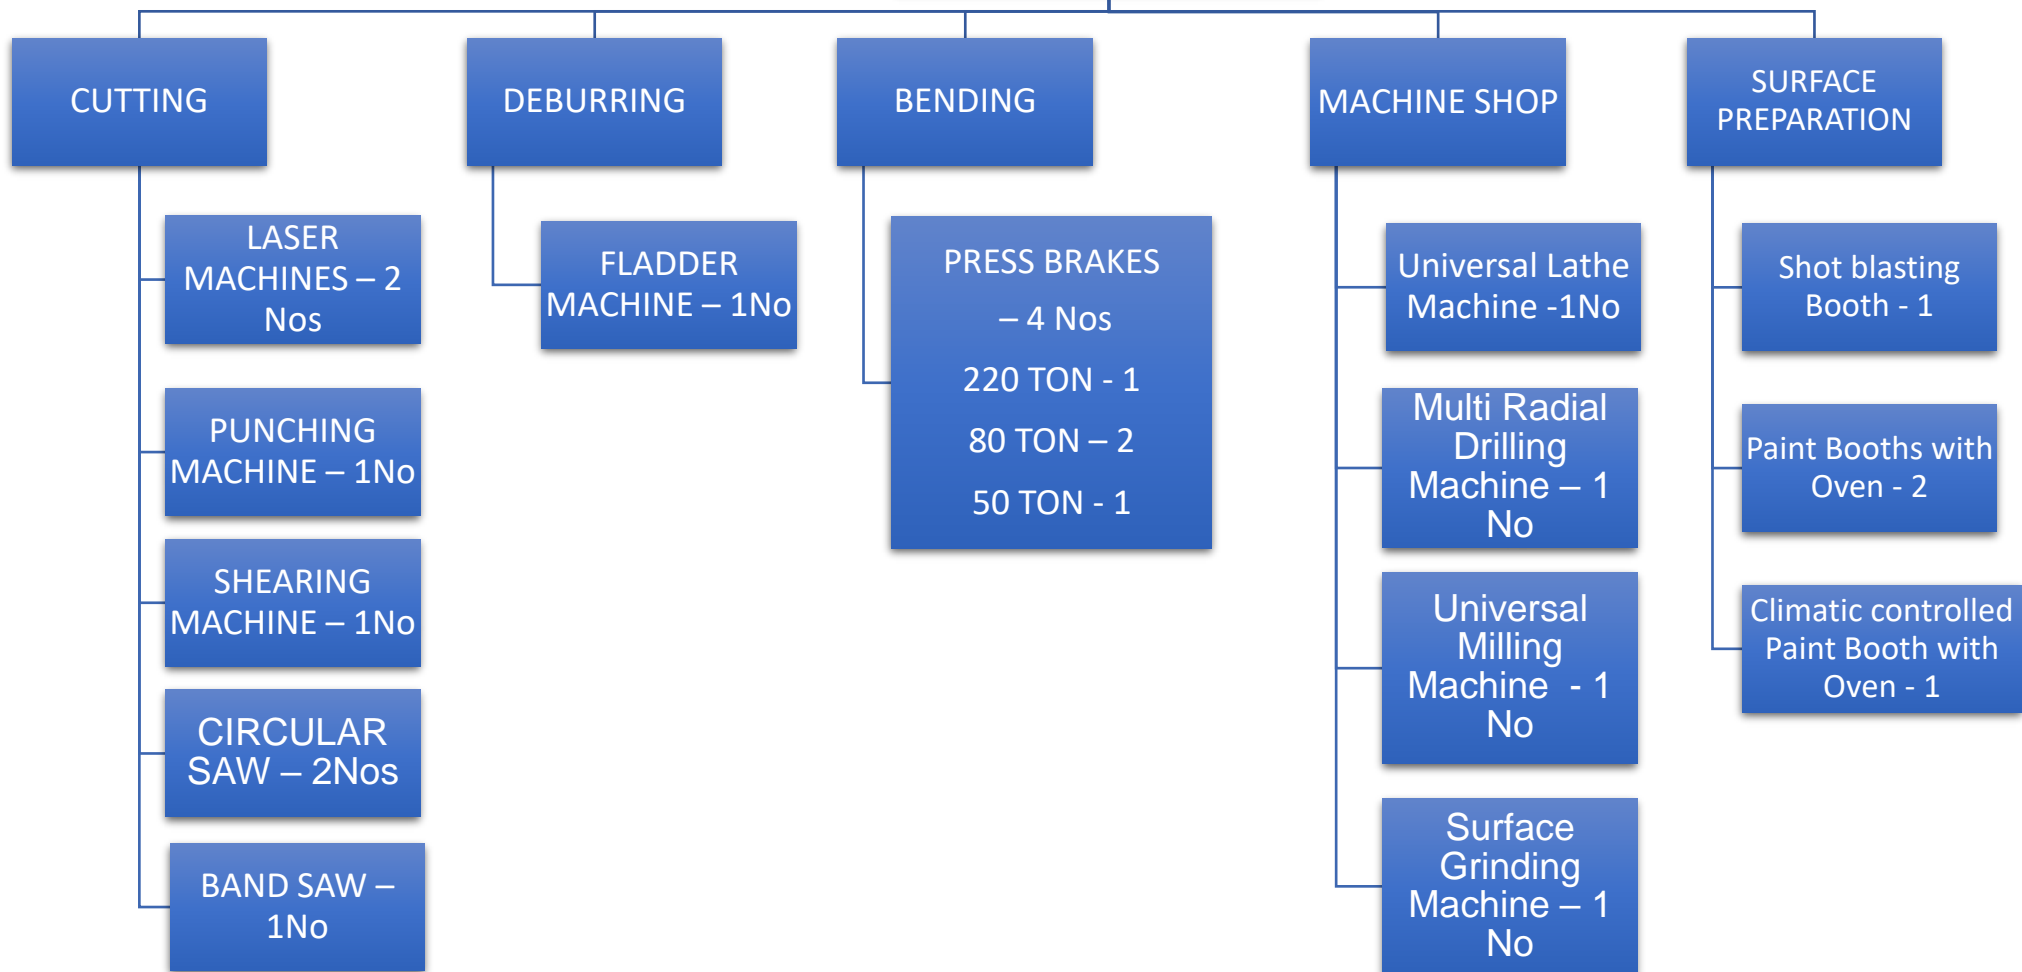 CUTTING
DEBURRING
BENDING
MACHINE SHOP
SURFACE
PREPARATION
LASER
MACHINES – 2
Nos
PUNCHING
MACHINE – 1No
SHEARING
MACHINE – 1No
CIRCULAR
SAW – 2Nos
BAND SAW –
1No
FLADDER
MACHINE – 1No
PRESS BRAKES
– 4 Nos
220 TON - 1
80 TON – 2
50 TON - 1
Universal Lathe
Machine -1No
Multi Radial
Drilling
Machine – 1
No
Universal
Milling
Machine  - 1
No
Surface
Grinding
Machine – 1
No
Shot blasting
Booth - 1
Paint Booths with
Oven - 2
Climatic controlled
Paint Booth with
Oven - 1